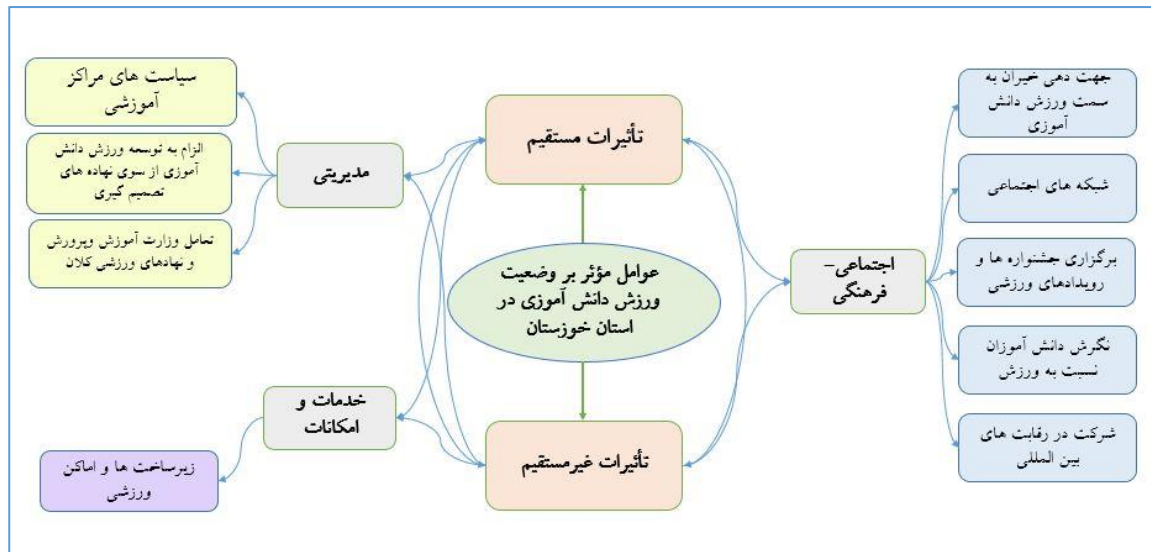 جهت دهی خیران به
سمت ورزش دانش
آموزی
شبکه های اجتماعی
برگزاری جشنواره ها و
رویدادهای ورزشی
نگرش دانش آموزان
نسبت به ورزش
شرکت در رقابت های
بین المللی
اجتماعی-
فرهنگی
تأثیرات مستقیم
عوامل مؤثر بر وضعیت
ورزش دانش آموزی در
استان خوزستان
تأثیرات غیرمستقیم
مدیریتی
خدمات و
امکانات
سیاست های مراکز
آموزشی
الزام به توسعه ورزش دانش
آموزی از سوی نهاده های
تصمیم گیری
تعامل وزارت آموزش وپرورش
و نهادهای ورزشی کلان
زیرساخت ها و اماکن
ورزشی